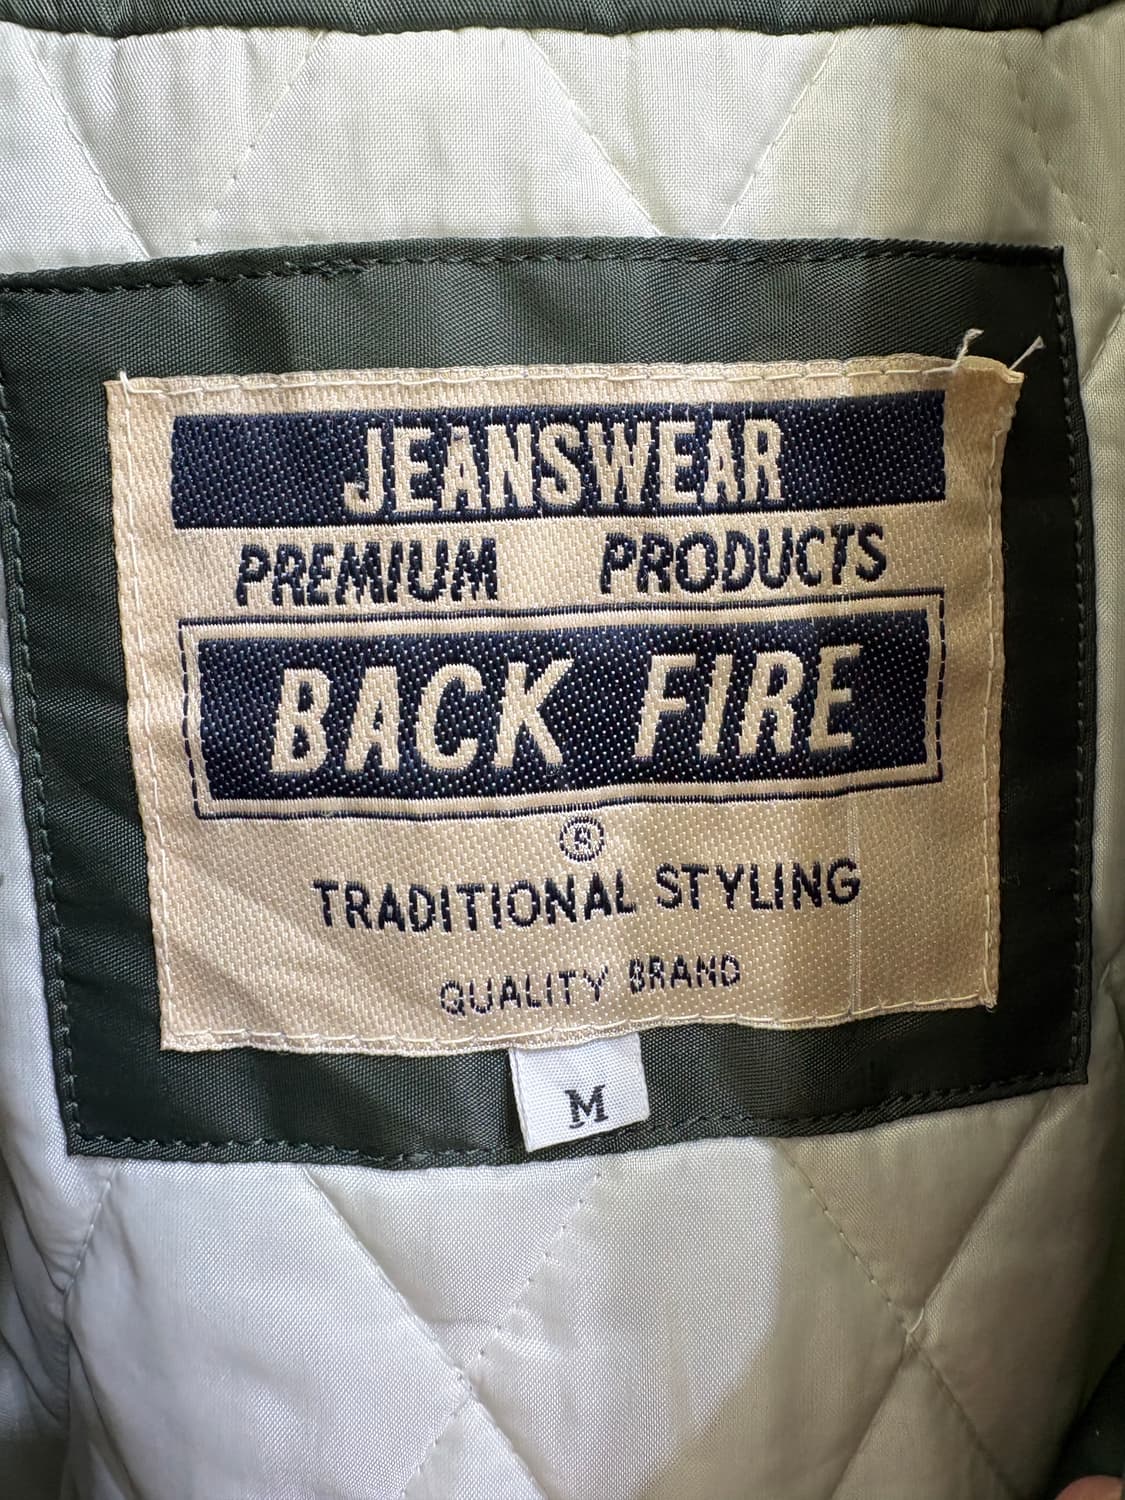 JEANSWEAR
PREMIUM PRODUCTS
BACK FIRE
®
TRADITIONAL STYLING
QUALITY BRAND
M